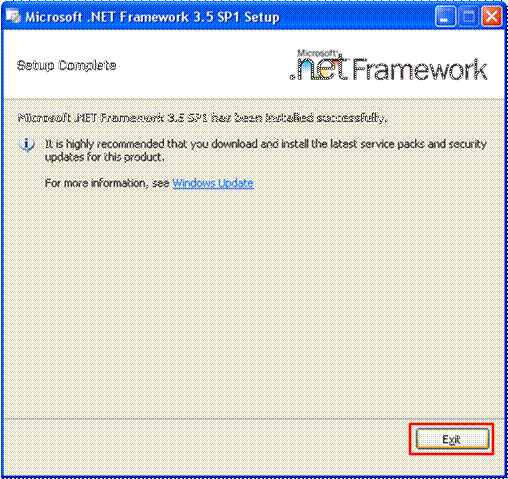 Microsoft .NET Framework 3.5 SP1 Setup
Setup Complete
Microsoft
.net Framework
Microsoft .NET Framework 3.5 SP1 has been installed successfully.
It is highly recommended that you download and install the latest service packs and security
updates for this product.
For more information, see Windows Update
Exit